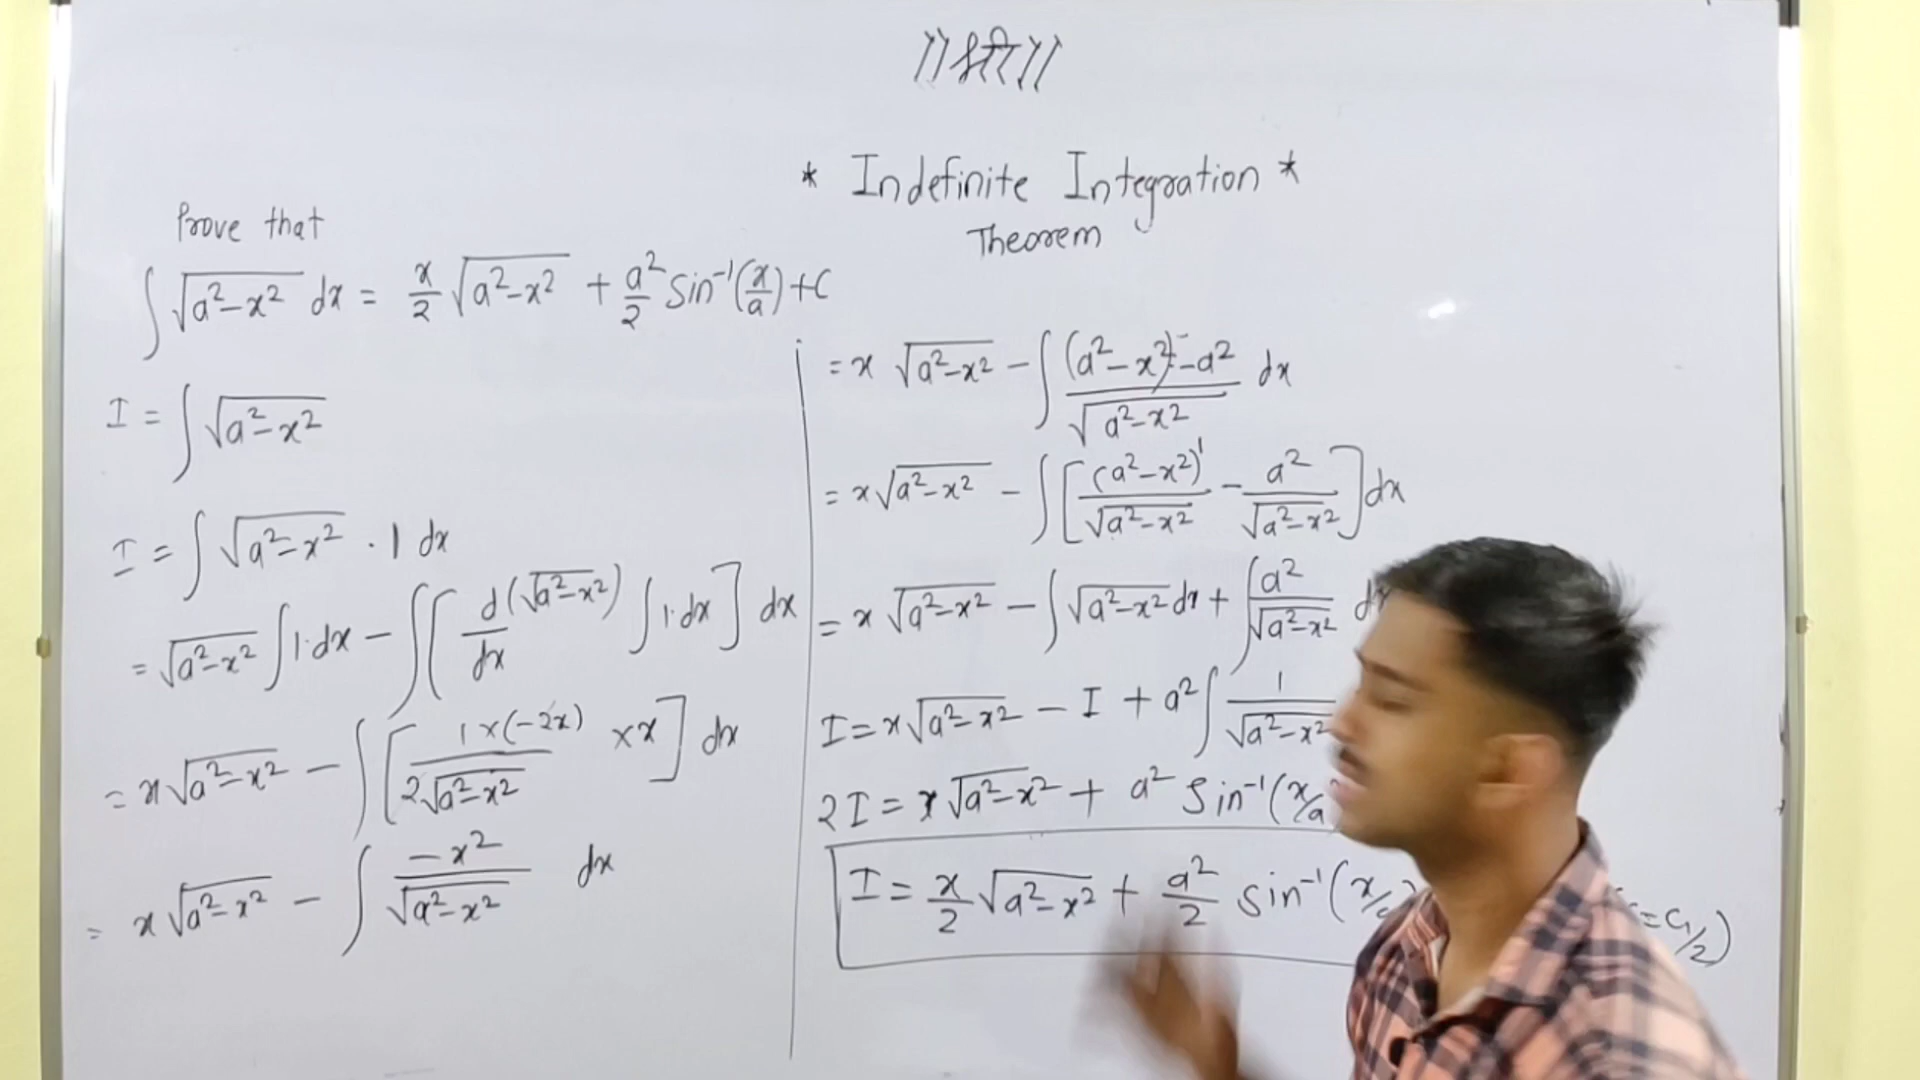 ॥ श्री ॥
* Indefinite Integration *
Theorem
Prove that
∫ √(a²-x²) dx = x/2 √(a²-x²) + a²/2 Sin⁻¹(x/a) + C
I = ∫ √(a²-x²)
I = ∫ √(a²-x²) · 1 dx
= √(a²-x²) ∫ 1·dx - ∫ [ d/dx (√(a²-x²)) ∫ 1·dx ] dx
= x √(a²-x²) - ∫ [ 1×(-2x) / 2√(a²-x²) × x ] dx
= x √(a²-x²) - ∫ -x² / √(a²-x²) dx
= x √(a²-x²) - ∫ (a²-x²) - a² / √(a²-x²) dx
= x √(a²-x²) - ∫ [ (a²-x²)¹ / √(a²-x²) - a² / √(a²-x²) ] dx
= x √(a²-x²) - ∫ √(a²-x²) dx + ∫ a² / √(a²-x²) dx
I = x √(a²-x²) - I + a² ∫ 1 / √(a²-x²)
2I = x √(a²-x²) + a² Sin⁻¹(x/a
I = x/2 √(a²-x²) + a²/2 sin⁻¹(x/ = C₁/2)